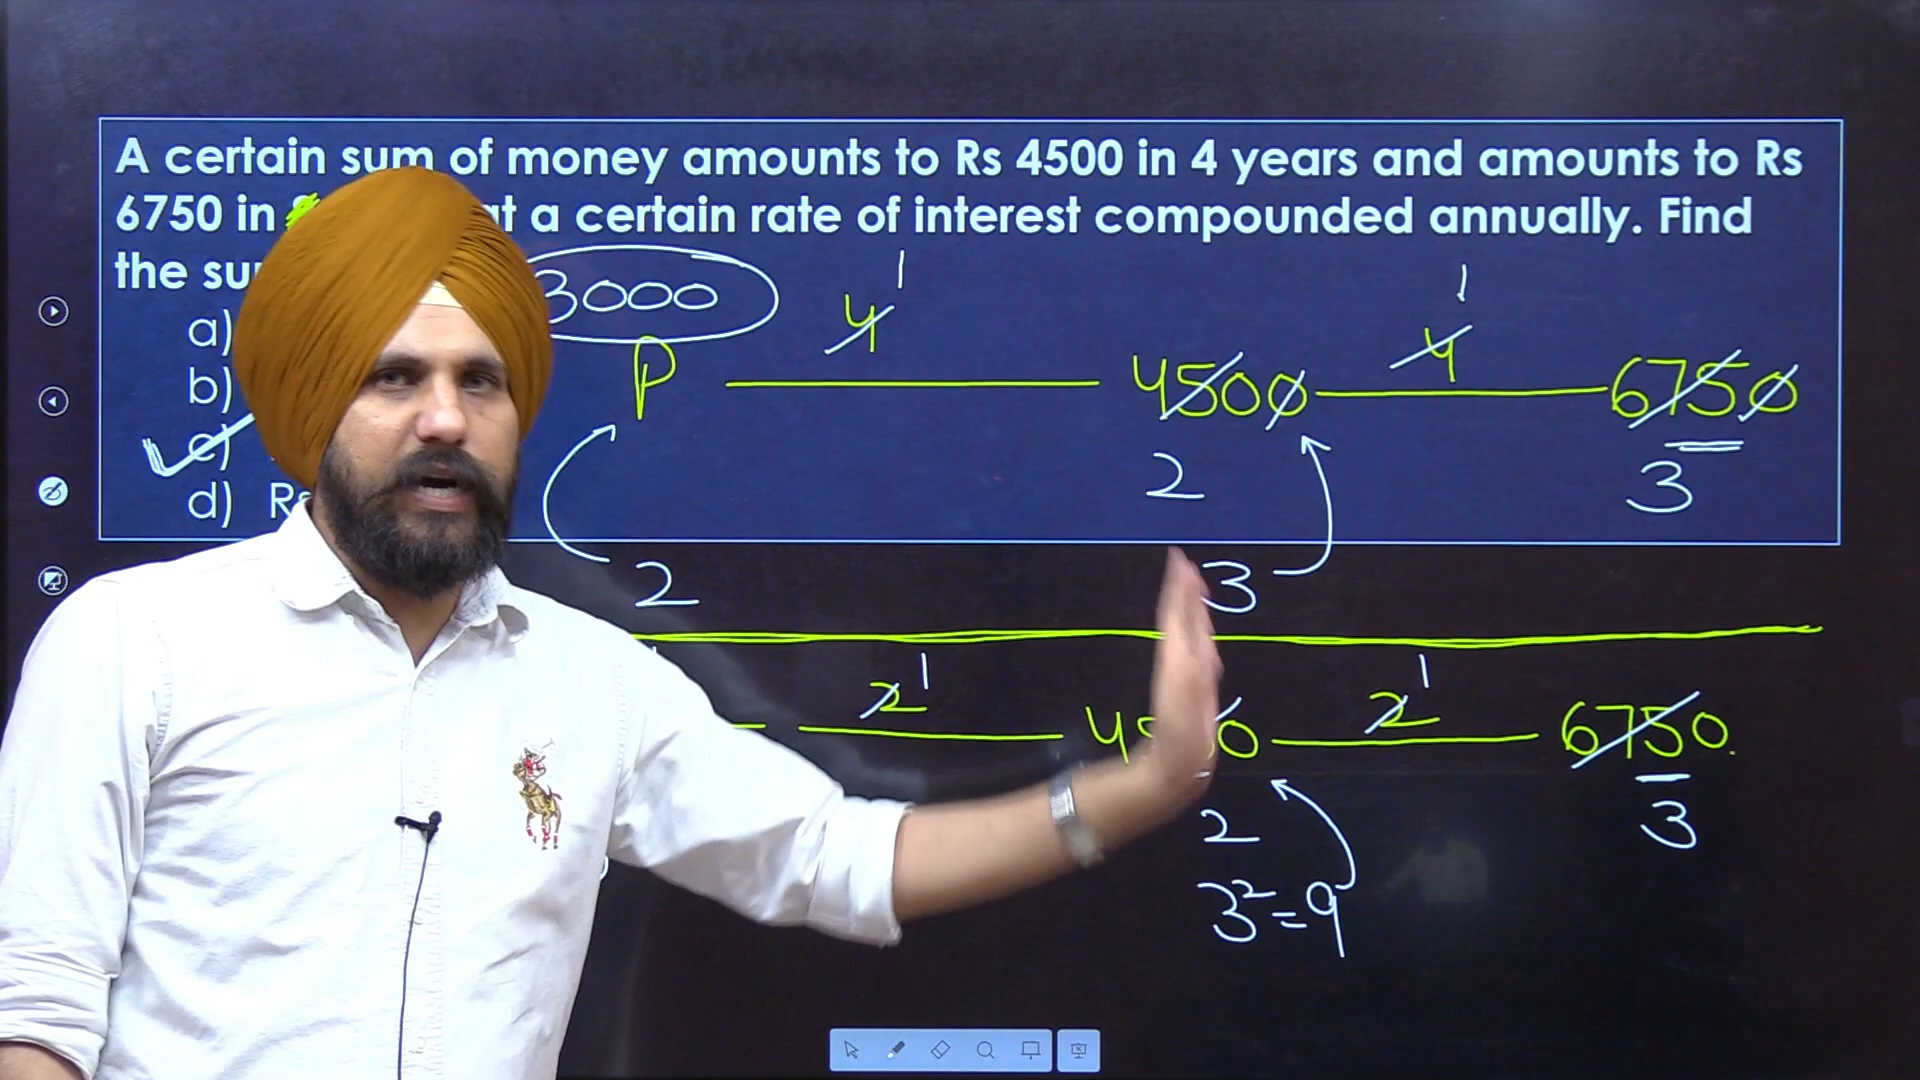 A certain sum of money amounts to Rs 4500 in 4 years and amounts to Rs
6750 in at a certain rate of interest compounded annually. Find
the su
3000
a)
b)
c)
d) Rs
1
1
4
4
P
4500
6750
2
3
2
3
1
1
2
2
6750
2
3
3²=9